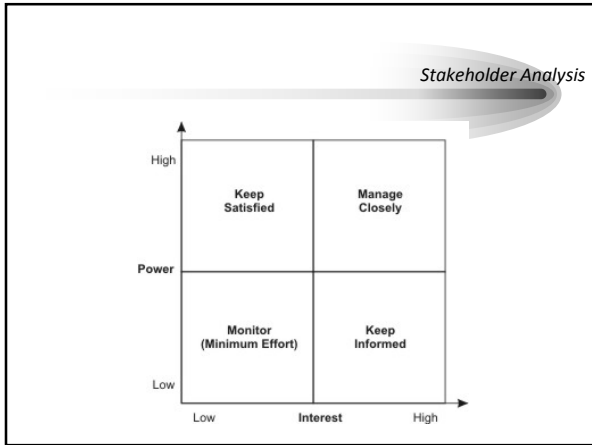 Stakeholder Analysis
High
Keep
Satisfied
Manage
Closely
Power
Monitor
(Minimum Effort)
Keep
Informed
Low
Low
Interest
High